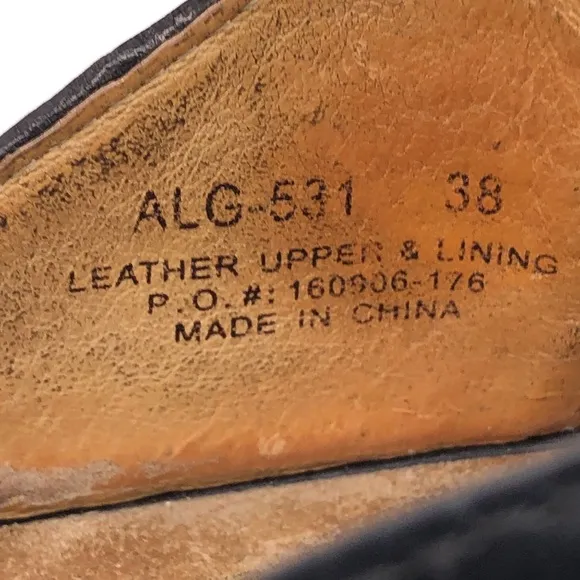 ALG-531 38
LEATHER UPPER & LINING
P.O.#: 160906-176
MADE IN CHINA